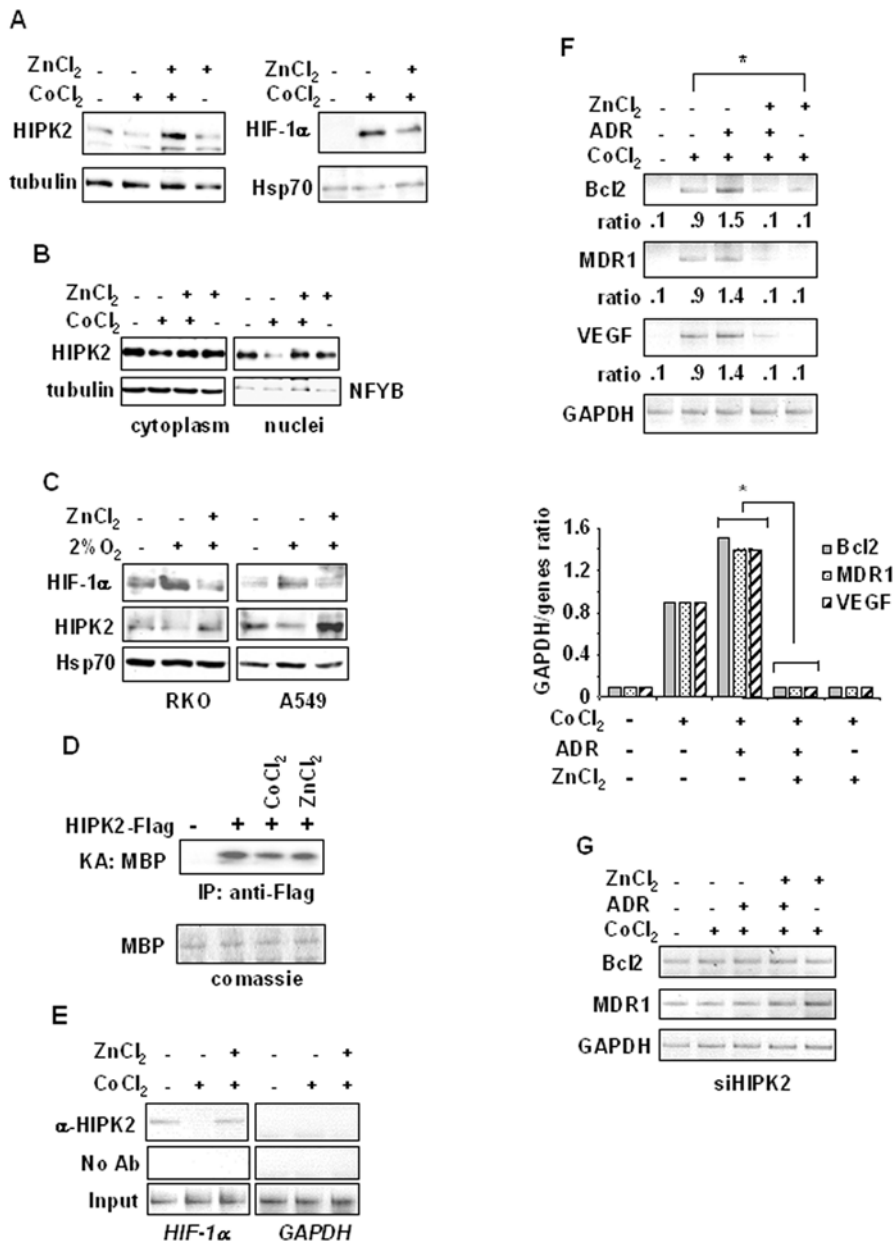 A
ZnCl2 - - + +
CoCl2 - + + -
HIPK2
tubulin
ZnCl2 - - +
CoCl2 - + +
HIF-1α
Hsp70
B
ZnCl2 - - + + - - + +
CoCl2 - + + - - + + -
HIPK2
tubulin
NFYB
cytoplasm nuclei
C
ZnCl2 - - + - - +
2% O2 - + + - + +
HIF-1α
HIPK2
Hsp70
RKO A549
D
CoCl2 ZnCl2
HIPK2-Flag - + + +
KA: MBP
IP: anti-Flag
MBP
comassie
E
ZnCl2 - - + - - +
CoCl2 - + + - + +
α-HIPK2
No Ab
Input
HIF-1α GAPDH
F
*
ZnCl2 - - - + +
ADR - - + + -
CoCl2 - + + + +
Bcl2
ratio .1 .9 1.5 .1 .1
MDR1
ratio .1 .9 1.4 .1 .1
VEGF
ratio .1 .9 1.4 .1 .1
GAPDH
*
GAPDH/genes ratio
1.6
1.2
0.8
0.4
0
Bcl2
MDR1
VEGF
CoCl2 - + + + +
ADR - - + + -
ZnCl2 - - - + +
G
ZnCl2 - - - + +
ADR - - + + -
CoCl2 - + + + +
Bcl2
MDR1
GAPDH
siHIPK2